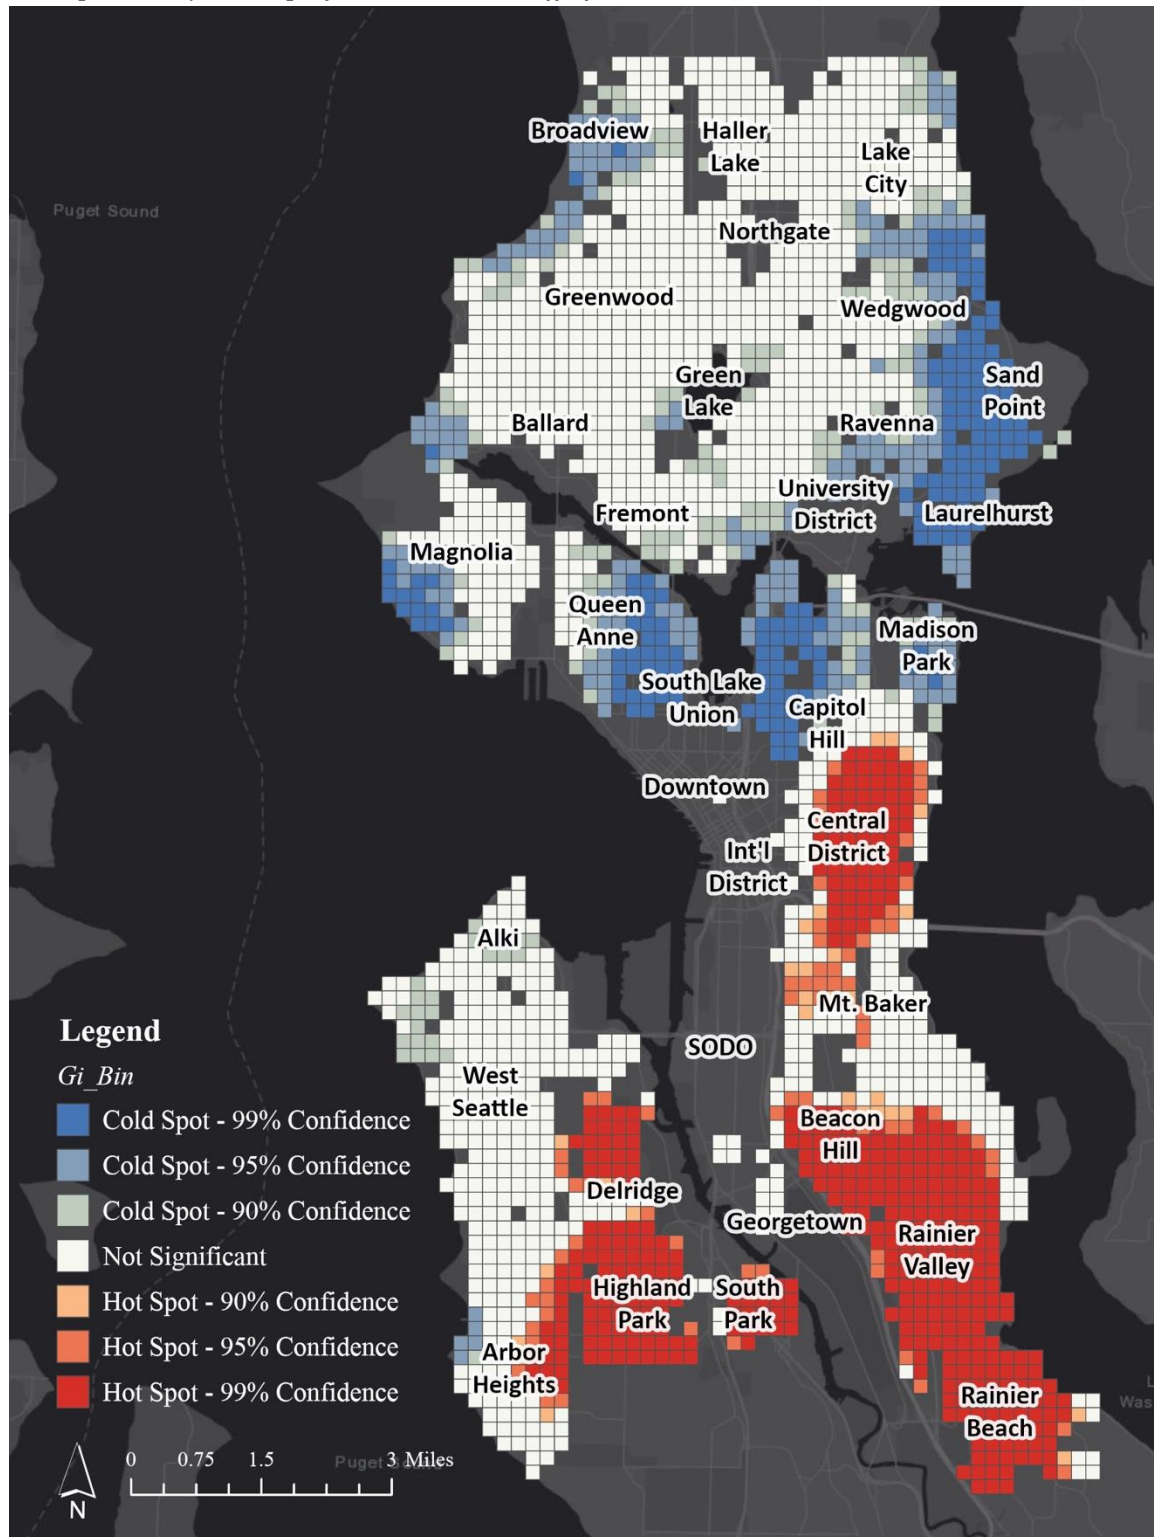 Broadview
Haller
Lake
Lake
City
Puget Sound
Northgate
Greenwood
Wedgwood
Green
Lake
Sand
Point
Ballard
Ravenna
University
District
Fremont
Laurelhurst
Magnolia
Queen
Anne
Madison
Park
South Lake
Union
Capitol
Hill
Downtown
Central
District
Int'l
District
Alki
Mt. Baker
SODO
West
Seattle
Beacon
Hill
Delridge
Georgetown
Rainier
Valley
Highland
Park
South
Park
Arbor
Heights
Rainier
Beach
Legend
Gi_Bin
Cold Spot - 99% Confidence
Cold Spot - 95% Confidence
Cold Spot - 90% Confidence
Not Significant
Hot Spot - 90% Confidence
Hot Spot - 95% Confidence
Hot Spot - 99% Confidence
0 0.75 1.5 3 Miles
N